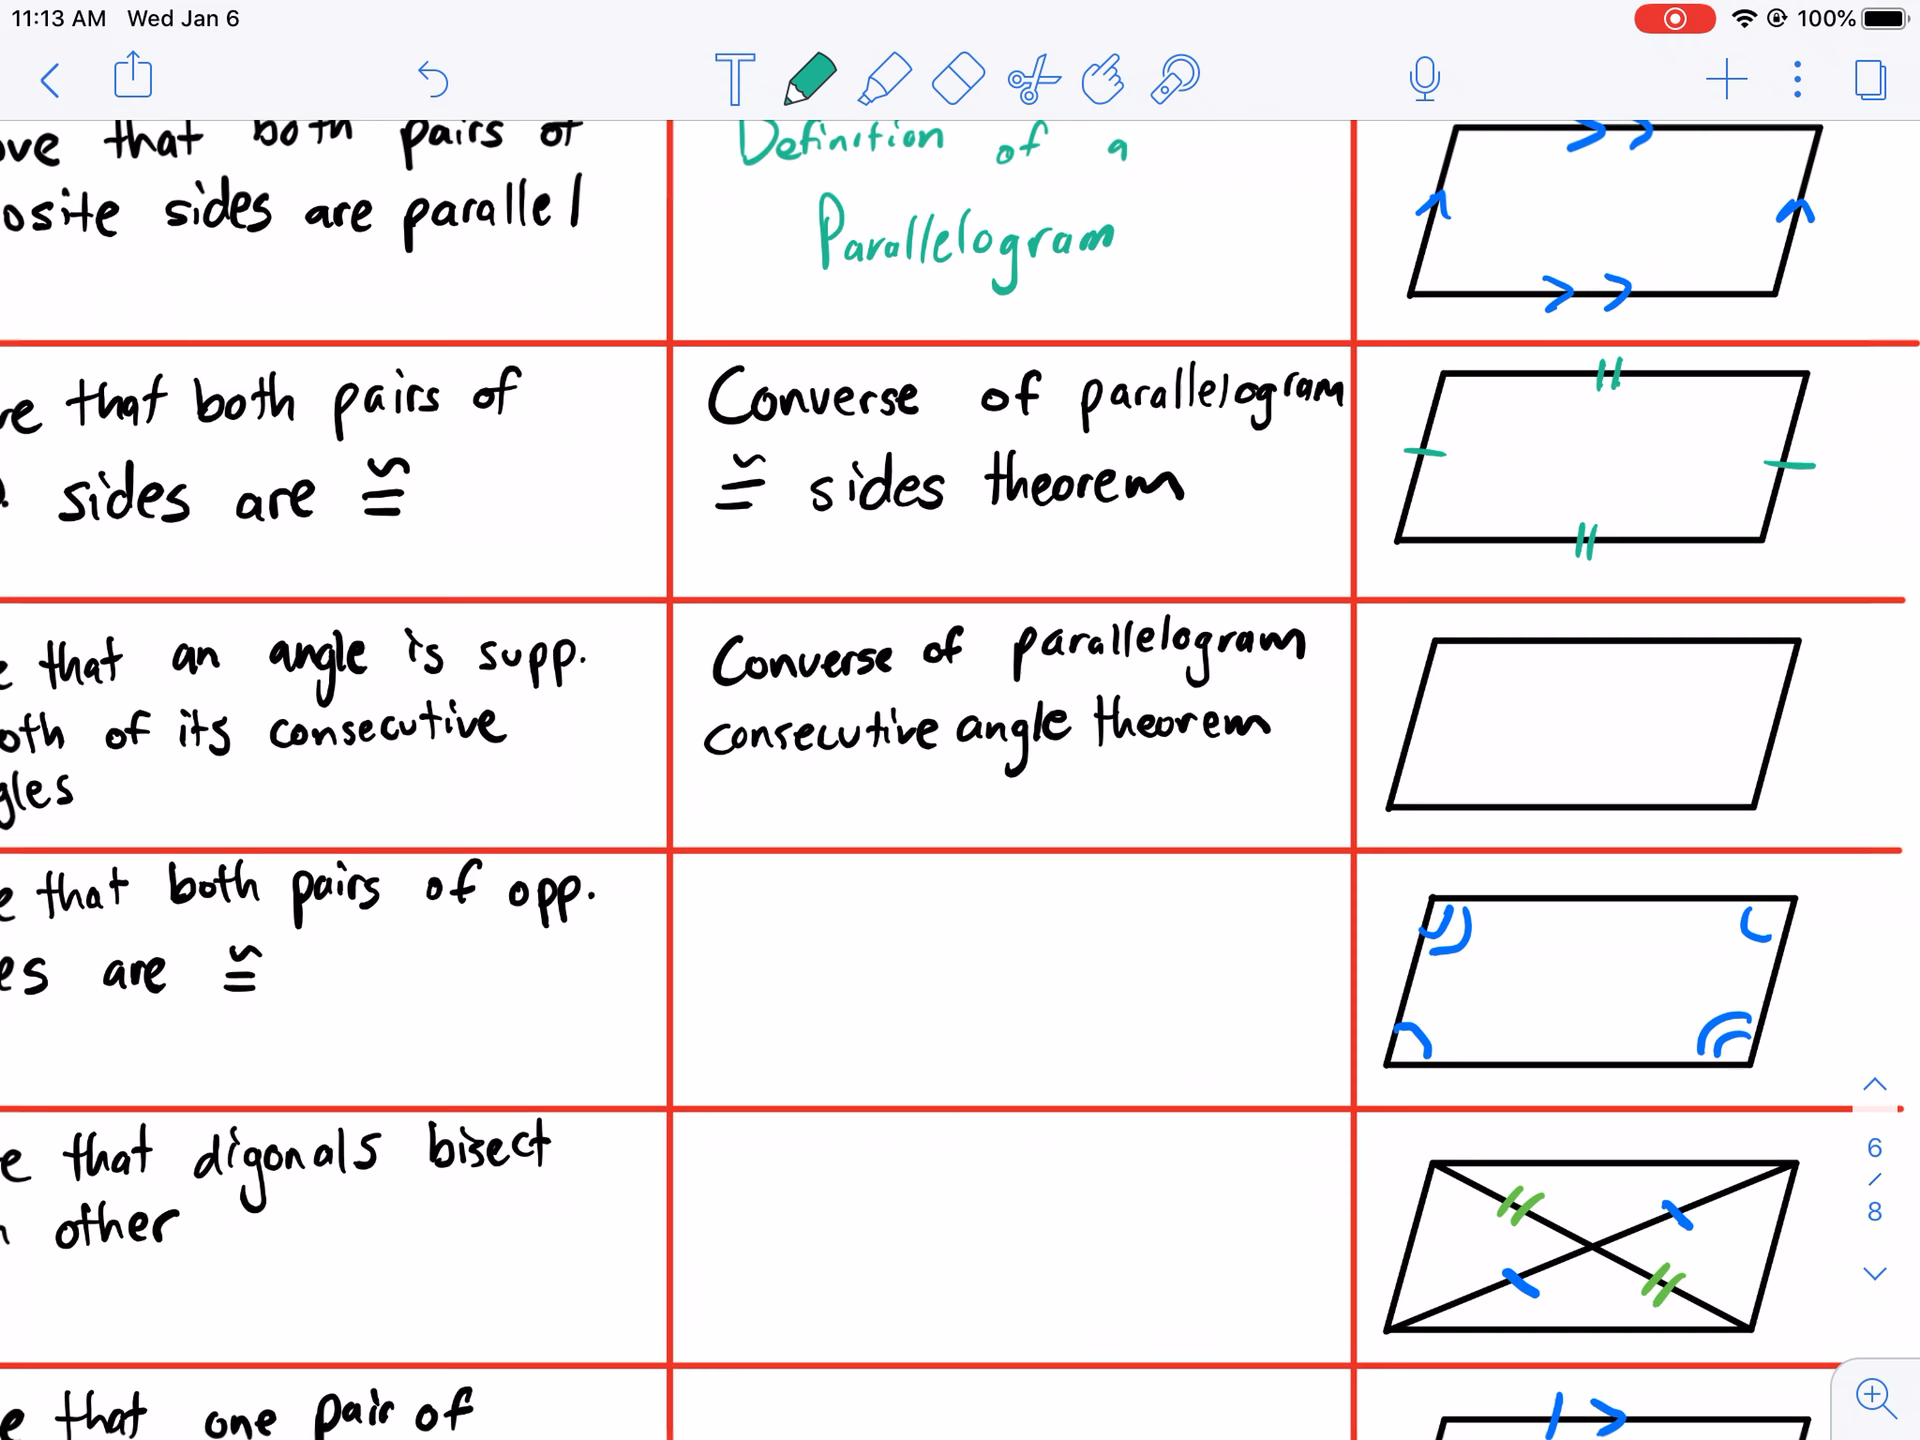 11:13 AM Wed Jan 6
100%
ove that both pairs of
osite sides are parallel
Definition of a
Parallelogram
re that both pairs of
sides are ≅
Converse of parallelogram
≅ sides theorem
e that an angle is supp.
oth of its consecutive
gles
Converse of parallelogram
consecutive angle theorem
e that both pairs of opp.
es are ≅
e that digonals bisect
other
e that one pair of
6
/
8